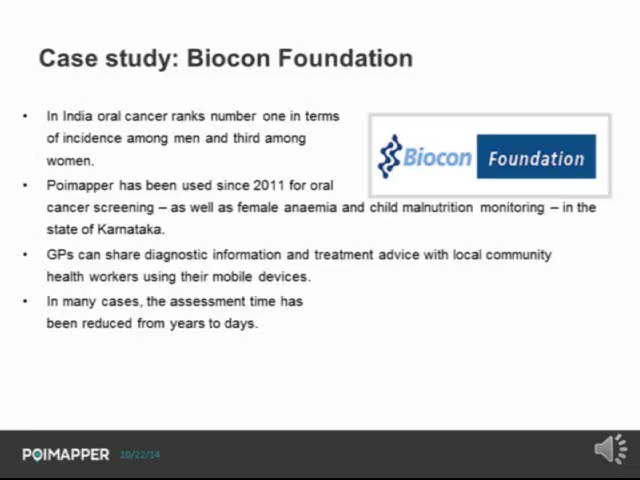 Case study: Biocon Foundation
• In India oral cancer ranks number one in terms
of incidence among men and third among
women.
Biocon Foundation
• Poimapper has been used since 2011 for oral
cancer screening – as well as female anaemia and child malnutrition monitoring – in the
state of Karnataka.
• GPs can share diagnostic information and treatment advice with local community
health workers using their mobile devices.
• In many cases, the assessment time has
been reduced from years to days.
POIMAPPER 10/22/14